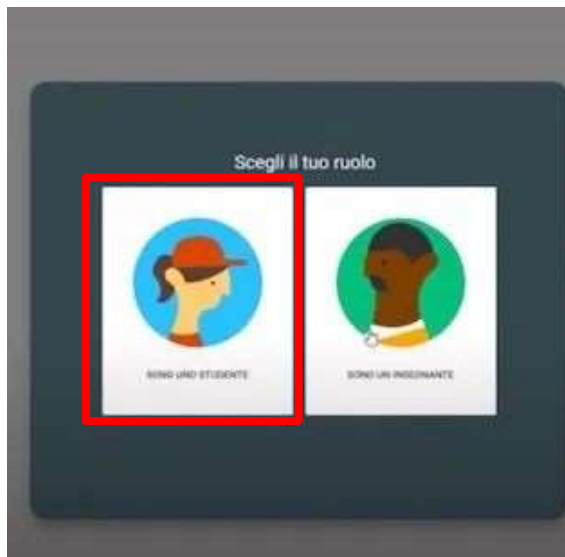 Scegli il tuo ruolo
SONO UNO STUDENTE
SONO UN INSEGNANTE